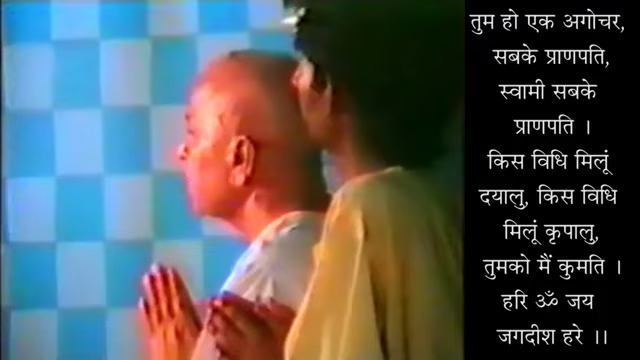 तुम हो एक अगोचर,
सबके प्राणपति,
स्वामी सबके
प्राणपति ।
किस विधि मिलूं
दयालु, किस विधि
मिलूं कृपालु,
तुमको मैं कुमति ।
हरि ॐ जय
जगदीश हरे ।।